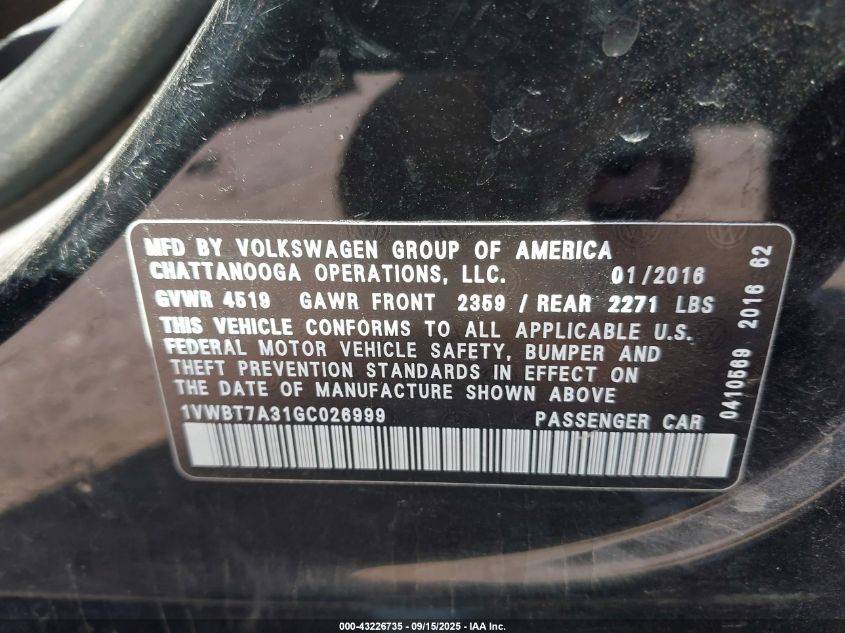 MFD BY VOLKSWAGEN GROUP OF AMERICA
CHATTANOOGA OPERATIONS, LLC. 01/2016
GVWR 4519 GAWR FRONT 2359 / REAR 2271 LBS
THIS VEHICLE CONFORMS TO ALL APPLICABLE U.S.
FEDERAL MOTOR VEHICLE SAFETY, BUMPER AND
THEFT PREVENTION STANDARDS IN EFFECT ON
THE DATE OF MANUFACTURE SHOWN ABOVE
1VWBT7A31GC026999 PASSENGER CAR
0410569 2016 62
000-43226735 - 09/15/2025 - IAA Inc.